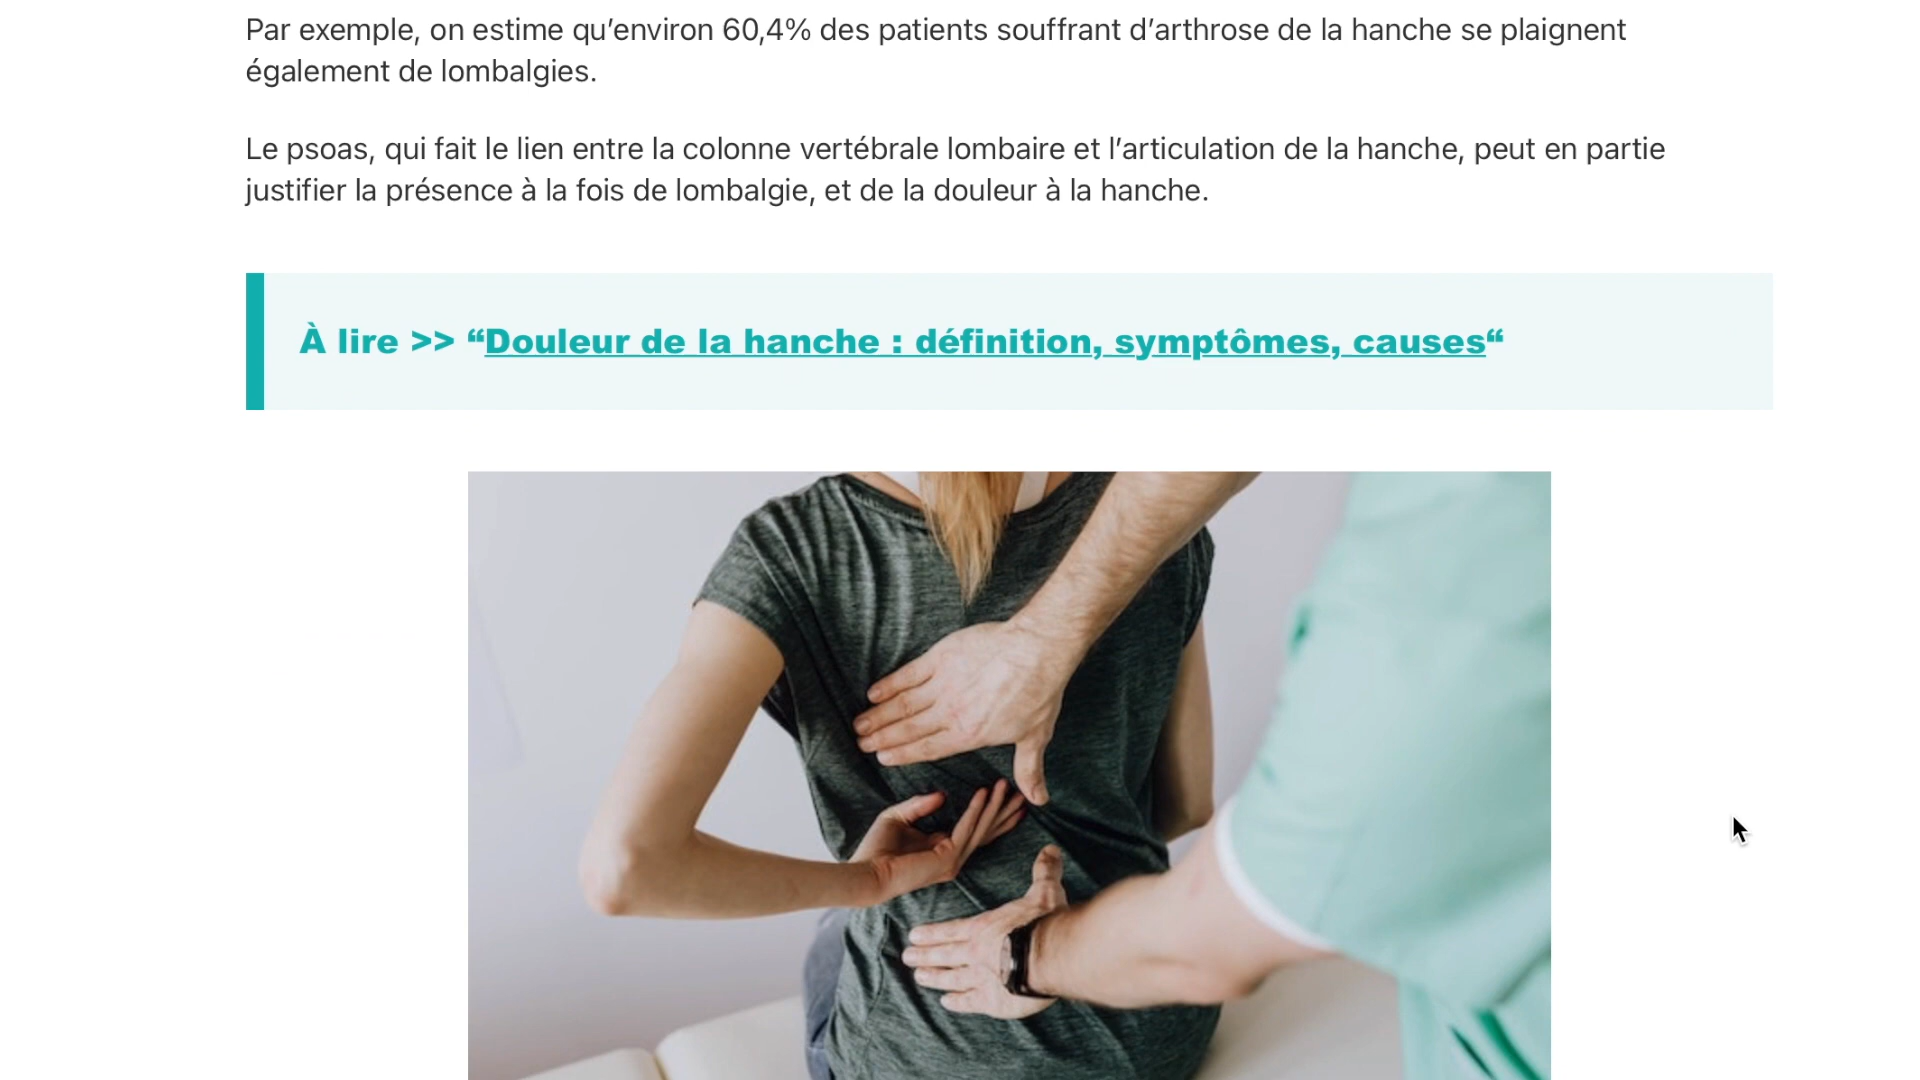 Par exemple, on estime qu’environ 60,4% des patients souffrant d’arthrose de la hanche se plaignent
également de lombalgies.
Le psoas, qui fait le lien entre la colonne vertébrale lombaire et l’articulation de la hanche, peut en partie
justifier la présence à la fois de lombalgie, et de la douleur à la hanche.
À lire >> “Douleur de la hanche : définition, symptômes, causes“